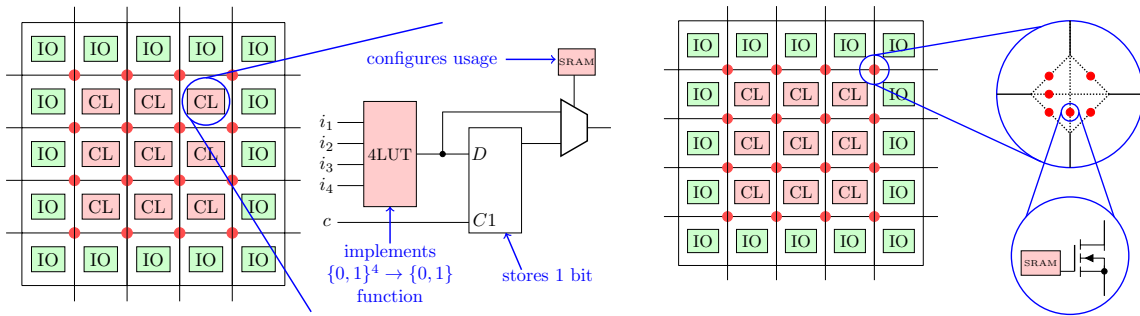 IO IO IO IO IO
IO CL CL CL IO
IO CL CL CL IO
IO CL CL CL IO
IO IO IO IO IO
configures usage
SRAM
i1
i2
i3
i4
c
4LUT
D
C1
implements
{0, 1}⁴ → {0, 1}
function
stores 1 bit
IO IO IO IO IO
IO CL CL CL IO
IO CL CL CL IO
IO CL CL CL IO
IO IO IO IO IO
SRAM